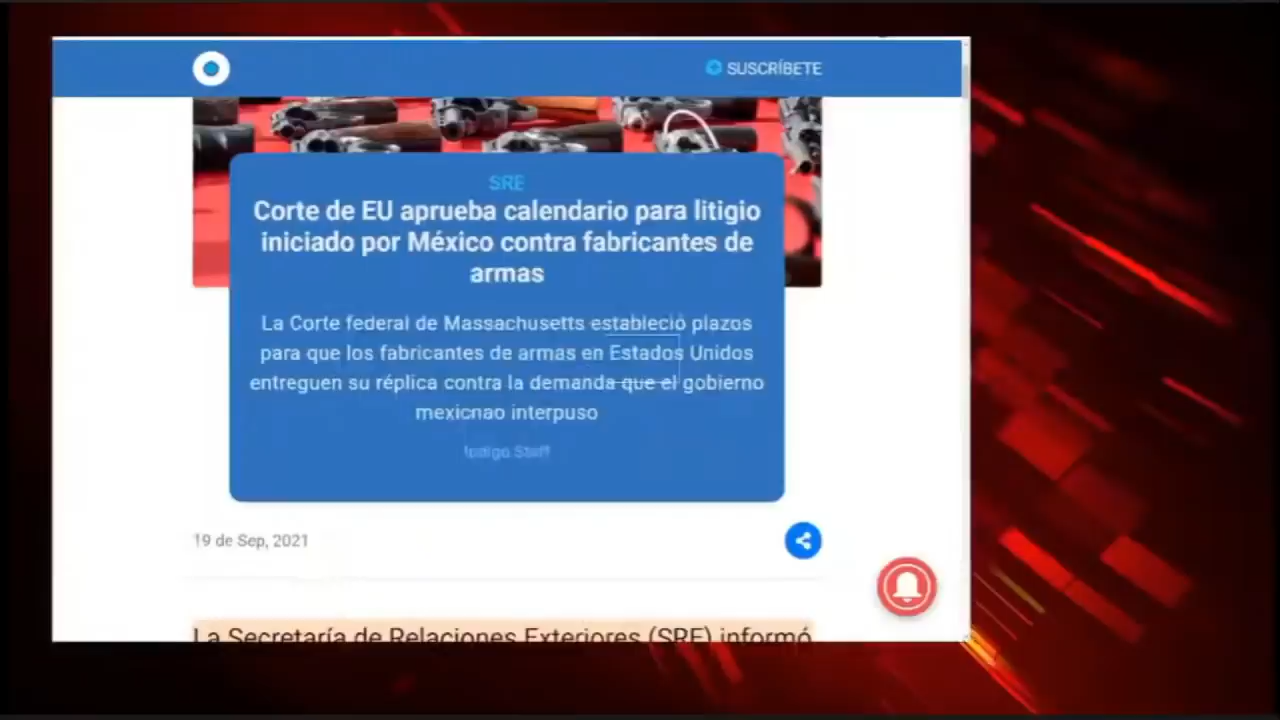 SUSCRÍBETE
SRE
Corte de EU aprueba calendario para litigio
iniciado por México contra fabricantes de
armas
La Corte federal de Massachusetts estableció plazos
para que los fabricantes de armas en Estados Unidos
entreguen su réplica contra la demanda que el gobierno
mexicnao interpuso
Indigo Staff
19 de Sep, 2021
La Secretaría de Relaciones Exteriores (SRE) informó